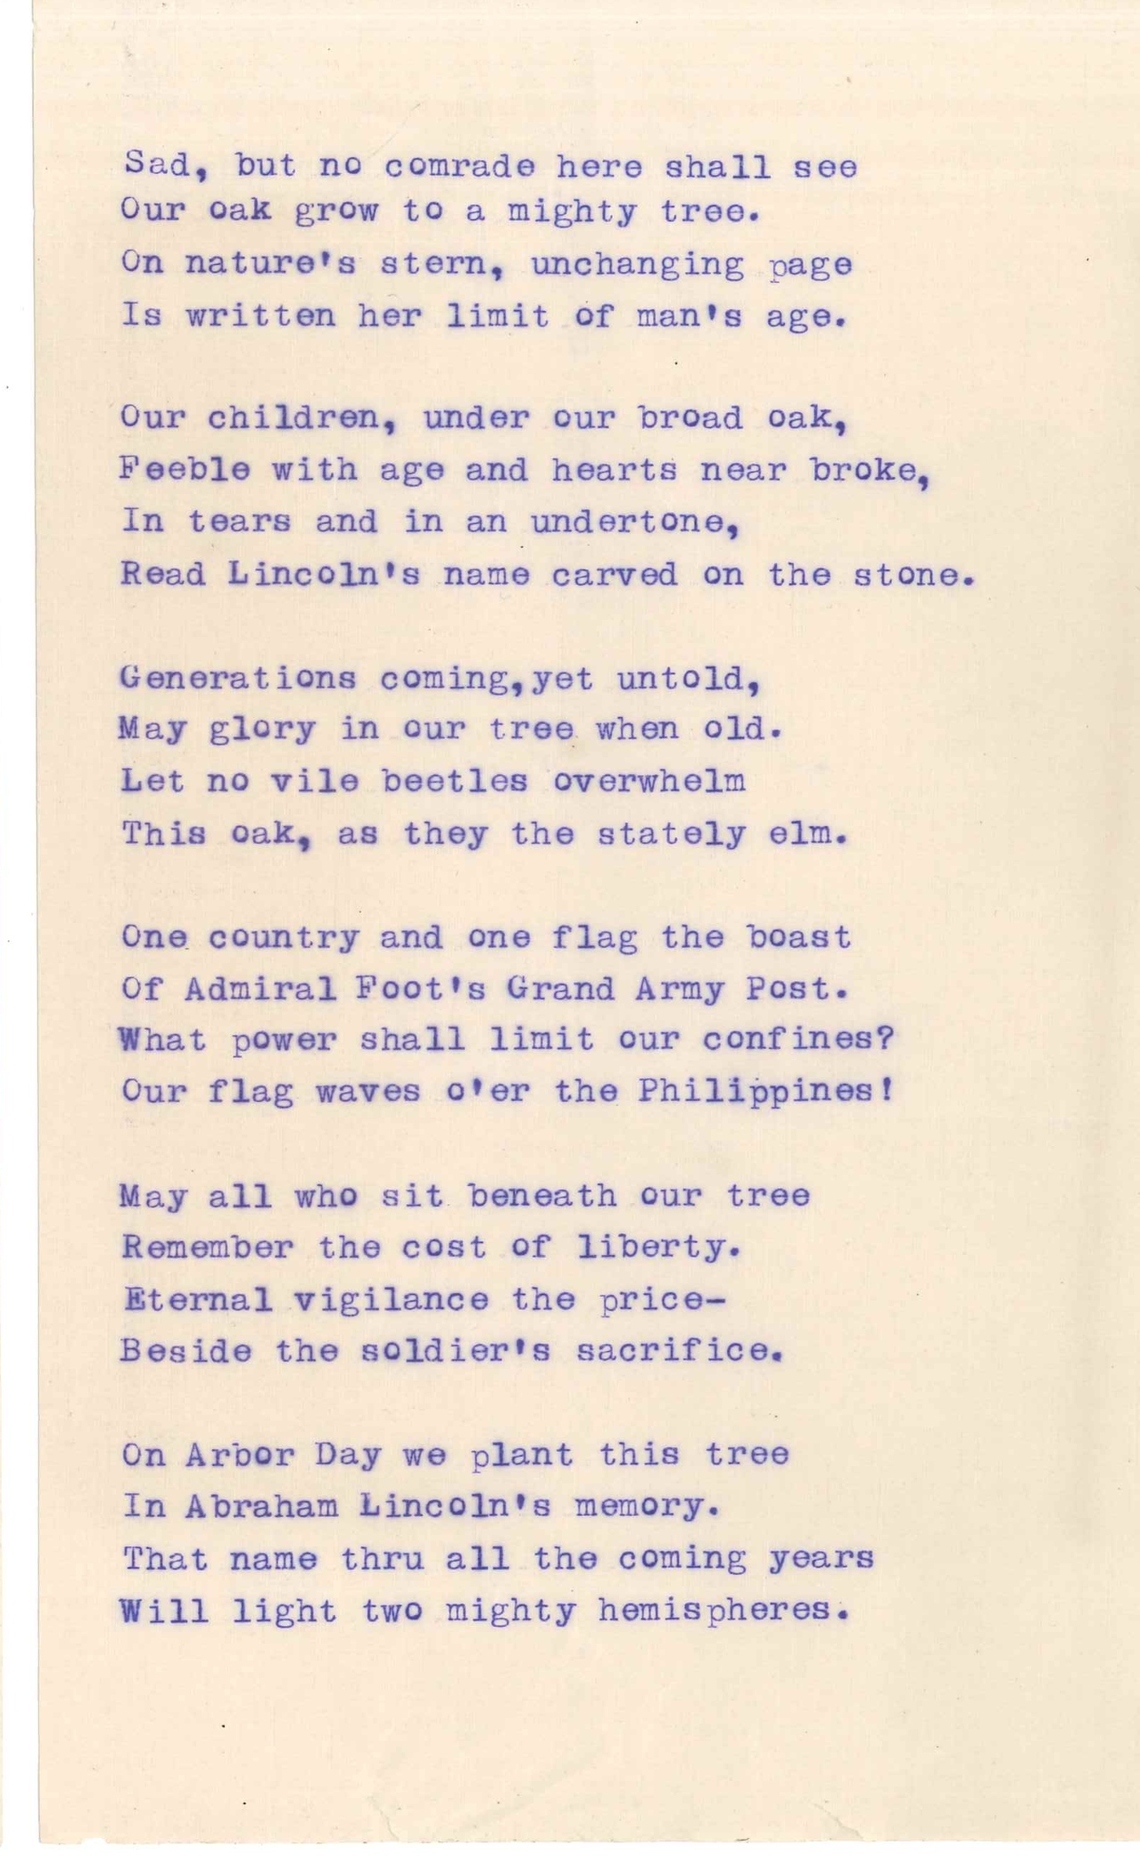 Sad, but no comrade here shall see
Our oak grow to a mighty tree.
On nature's stern, unchanging page
Is written her limit of man's age.

Our children, under our broad oak,
Feeble with age and hearts near broke,
In tears and in an undertone,
Read Lincoln's name carved on the stone.

Generations coming,yet untold,
May glory in our tree when old.
Let no vile beetles overwhelm
This oak, as they the stately elm.

One country and one flag the boast
Of Admiral Foot's Grand Army Post.
What power shall limit our confines?
Our flag waves o'er the Philippines!

May all who sit beneath our tree
Remember the cost of liberty.
Eternal vigilance the price-
Beside the soldier's sacrifice.

On Arbor Day we plant this tree
In Abraham Lincoln's memory.
That name thru all the coming years
Will light two mighty hemispheres.